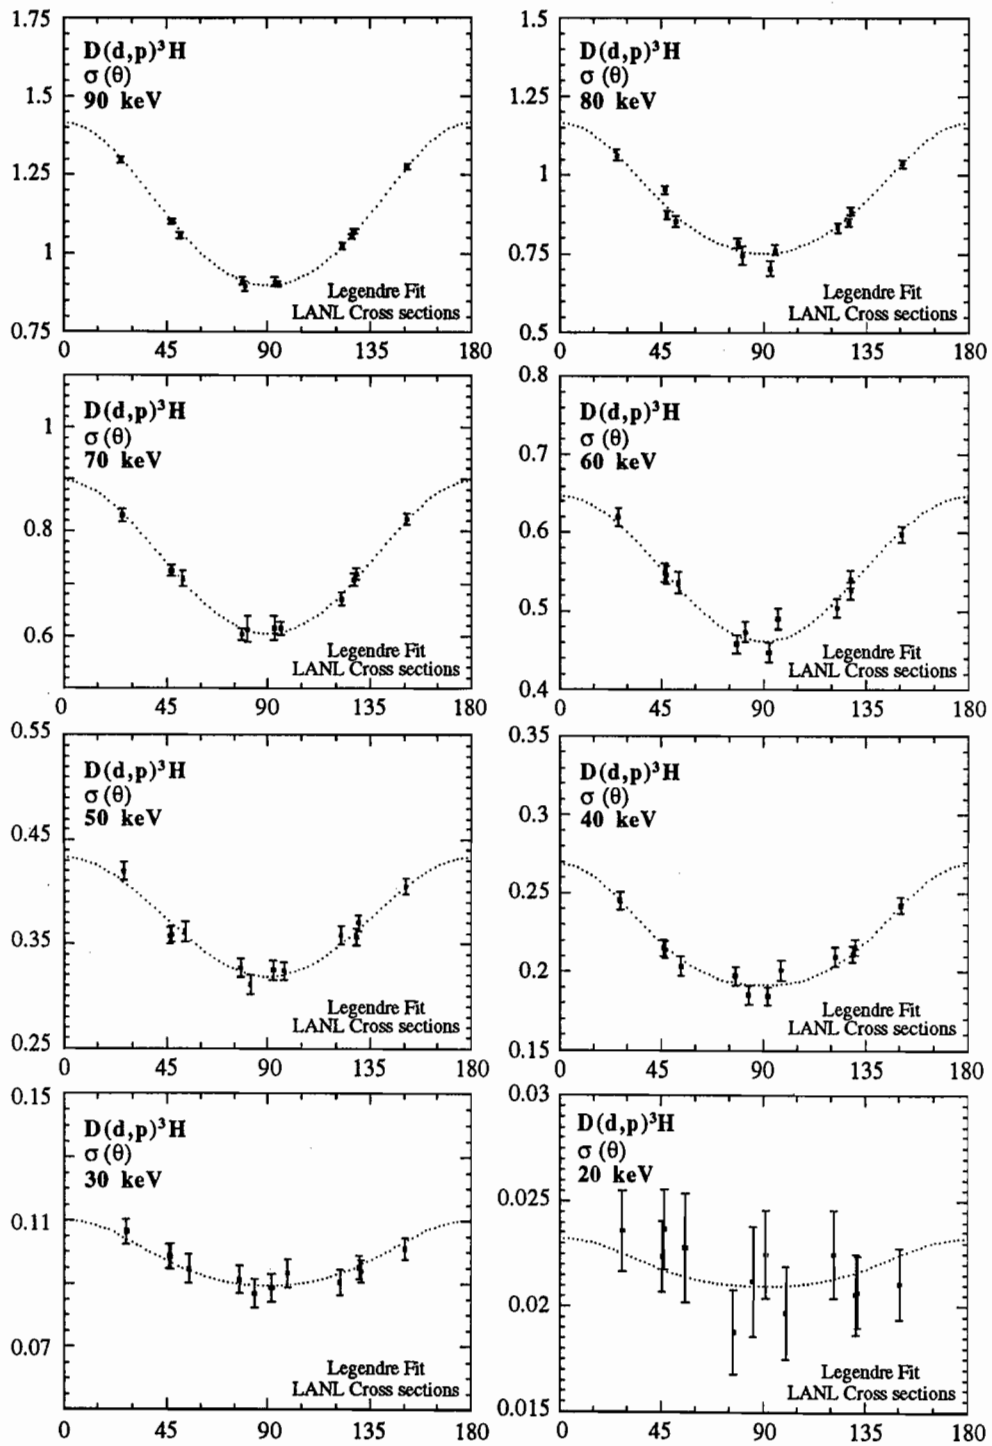 1.75
1.5
1.25
1
0.75
D(d,p)³H
σ(θ)
90 keV
Legendre Fit
LANL Cross sections
0 45 90 135 180
1.5
1.25
1
0.75
0.5
D(d,p)³H
σ(θ)
80 keV
Legendre Fit
LANL Cross sections
0 45 90 135 180
1
0.8
0.6
D(d,p)³H
σ(θ)
70 keV
Legendre Fit
LANL Cross sections
0 45 90 135 180
0.8
0.7
0.6
0.5
0.4
D(d,p)³H
σ(θ)
60 keV
Legendre Fit
LANL Cross sections
0 45 90 135 180
0.55
0.45
0.35
0.25
D(d,p)³H
σ(θ)
50 keV
Legendre Fit
LANL Cross sections
0 45 90 135 180
0.35
0.3
0.25
0.2
0.15
D(d,p)³H
σ(θ)
40 keV
Legendre Fit
LANL Cross sections
0 45 90 135 180
0.15
0.11
0.07
D(d,p)³H
σ(θ)
30 keV
Legendre Fit
LANL Cross sections
0 45 90 135 180
0.03
0.025
0.02
0.015
D(d,p)³H
σ(θ)
20 keV
Legendre Fit
LANL Cross sections
0 45 90 135 180